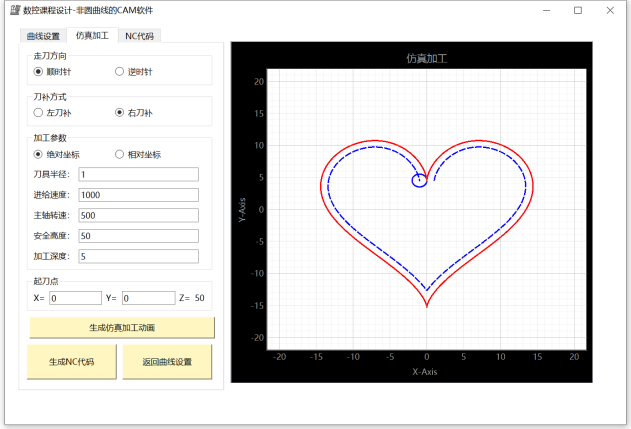 数控课程设计-非圆曲线的CAM软件
曲线设置 仿真加工 NC代码
走刀方向
顺时针 逆时针
刀补方式
左刀补 右刀补
加工参数
绝对坐标 相对坐标
刀具半径： 1
进给速度： 1000
主轴转速： 500
安全高度： 50
加工深度： 5
起刀点
X= 0 Y= 0 Z= 50
生成仿真加工动画
生成NC代码 返回曲线设置
仿真加工
Y-Axis
20
15
10
5
0
-5
-10
-15
-20
-20 -15 -10 -5 0 5 10 15 20
X-Axis